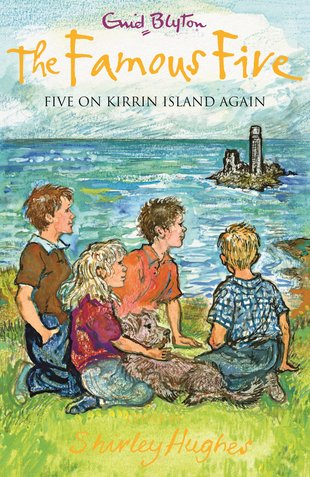 Enid Blyton
The Famous Five
FIVE ON KIRRIN ISLAND AGAIN
Shirley Hughes